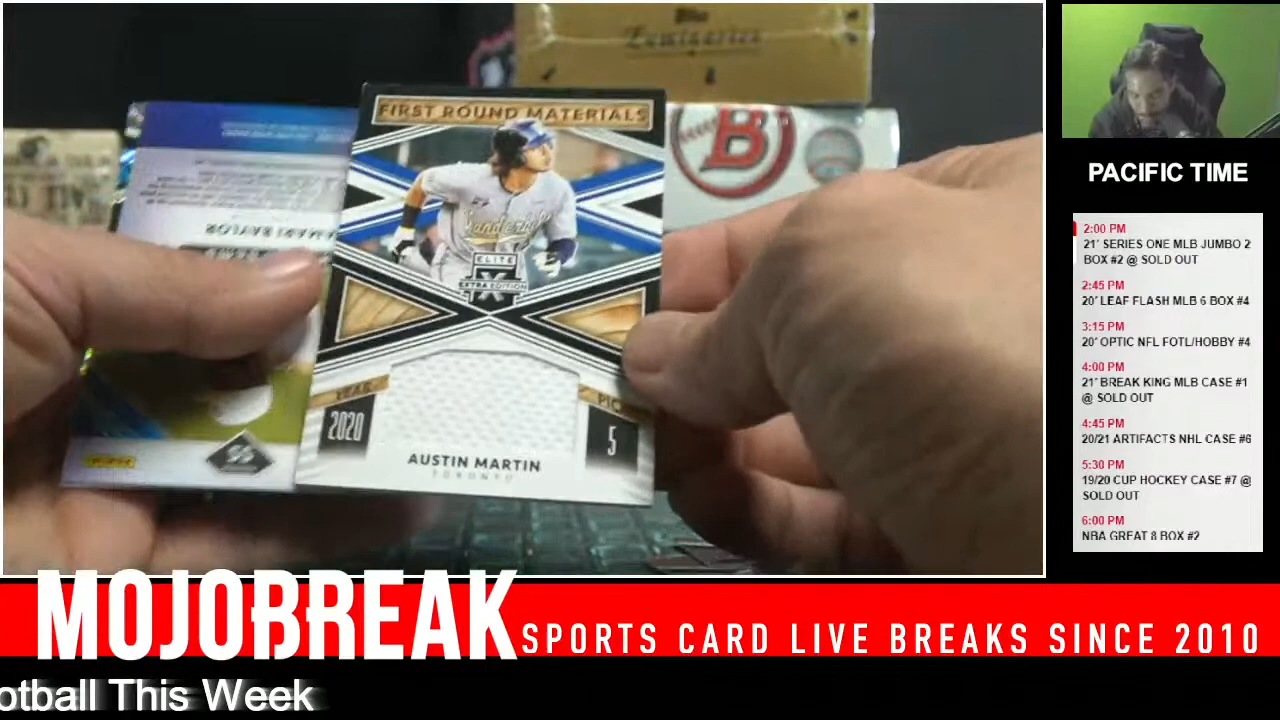 Topps
Luminaries
FIRST ROUND MATERIALS
B
Vanderbilt
ELITE
EXTRA EDITION
X
YEAR
2020
PICK
5
AUSTIN MARTIN
TORONTO
PACIFIC TIME
2:00 PM
21' SERIES ONE MLB JUMBO 2
BOX #2 @ SOLD OUT
2:45 PM
20' LEAF FLASH MLB 6 BOX #4
3:15 PM
20' OPTIC NFL FOTL/HOBBY #4
4:00 PM
21' BREAK KING MLB CASE #1
@ SOLD OUT
4:45 PM
20/21 ARTIFACTS NHL CASE #6
5:30 PM
19/20 CUP HOCKEY CASE #7 @
SOLD OUT
6:00 PM
NBA GREAT 8 BOX #2
MOJOBREAK
SPORTS CARD LIVE BREAKS SINCE 2010
otball This Week